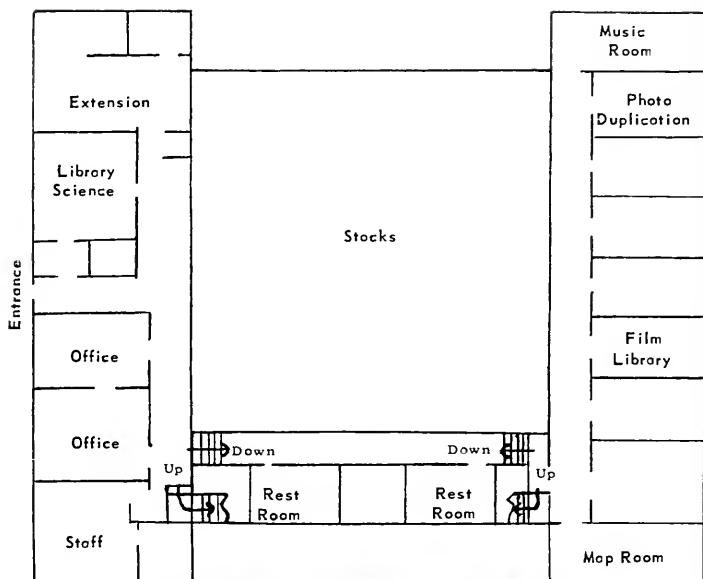 Music
Room
Extension
Photo
Duplication
Library
Science
Stocks
Entrance
Office
Film
Library
Office
Down
Down
Up
Up
Rest
Room
Rest
Room
Staff
Map Room